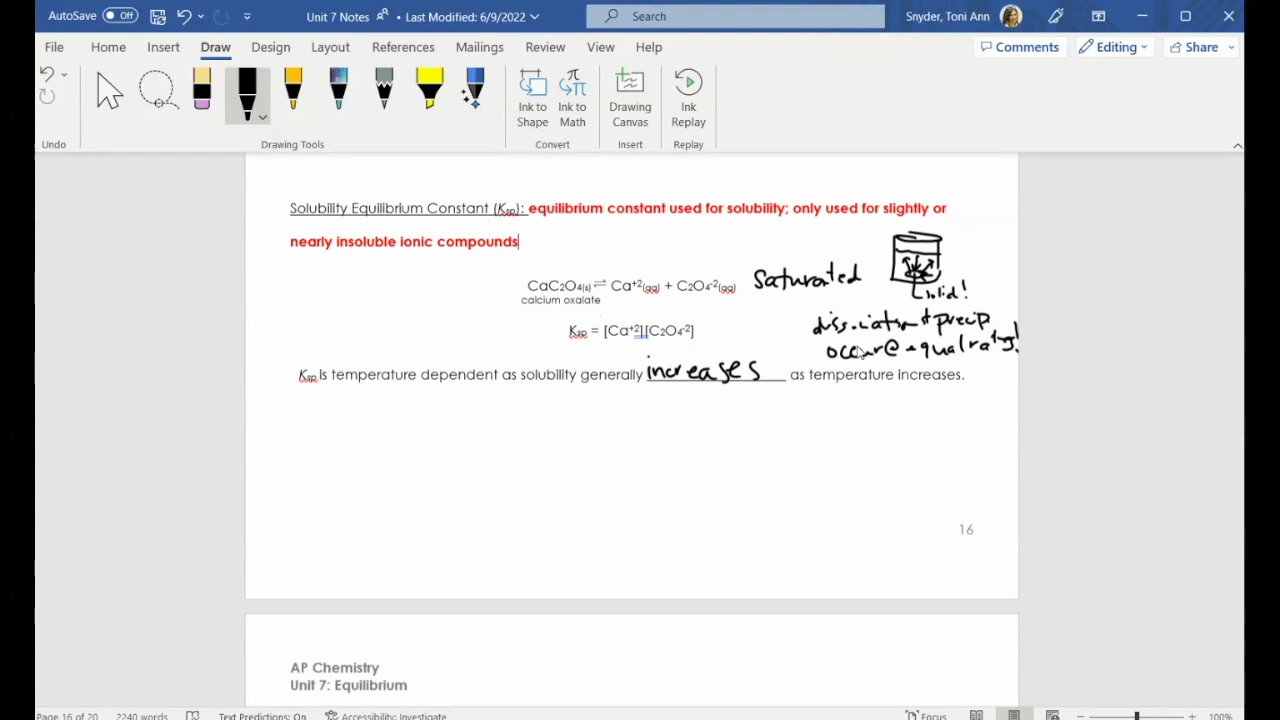 AutoSave Off Unit 7 Notes • Last Modified: 6/9/2022 Search Snyder, Toni Ann
File Home Insert Draw Design Layout References Mailings Review View Help Comments Editing Share
Ink to Shape Ink to Math Drawing Canvas Ink Replay
Undo Drawing Tools Convert Insert Replay
Solubility Equilibrium Constant (Ksp): equilibrium constant used for solubility; only used for slightly or
nearly insoluble ionic compounds
CaC2O4(s) ⇌ Ca+2(aq) + C2O4-2(aq) Saturated
solid!
calcium oxalate
dissociation + precip
Ksp = [Ca+2][C2O4-2]
occur @ equal rates!
Ksp is temperature dependent as solubility generally increases as temperature increases.
16
AP Chemistry
Unit 7: Equilibrium
Page 16 of 20 2240 words Text Predictions: On Accessibility: Investigate Focus 100%